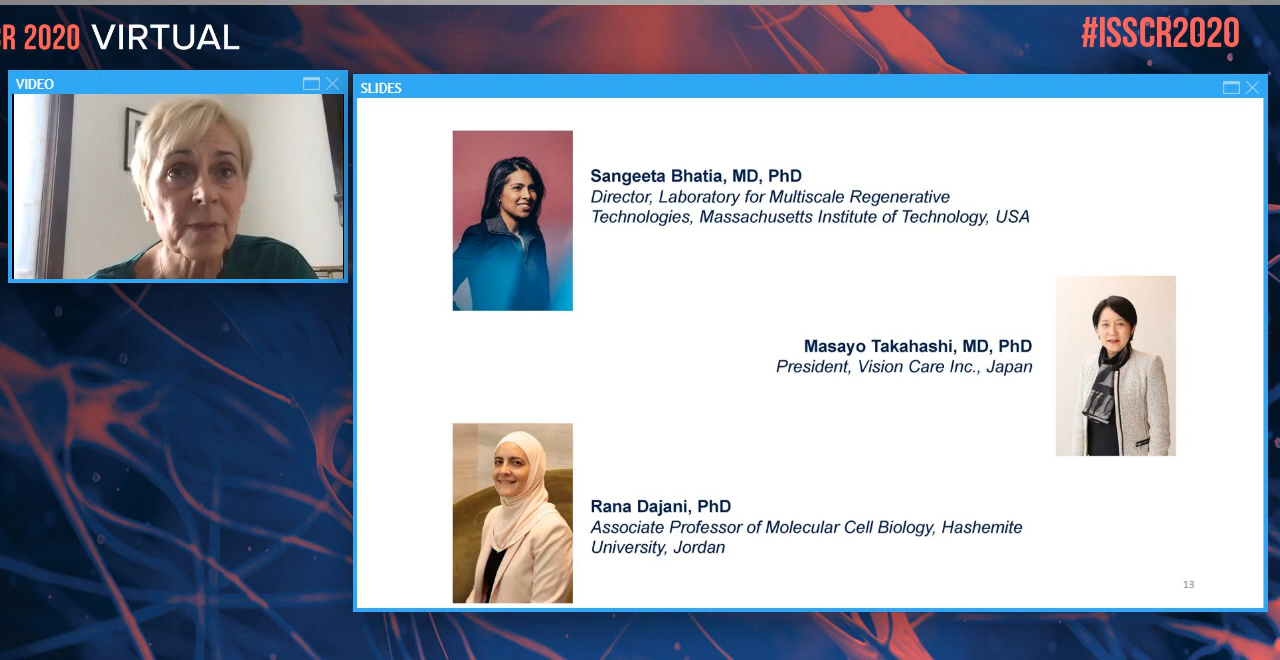 R 2020 VIRTUAL
#ISSCR2020
VIDEO
SLIDES
Sangeeta Bhatia, MD, PhD
Director, Laboratory for Multiscale Regenerative
Technologies, Massachusetts Institute of Technology, USA
Masayo Takahashi, MD, PhD
President, Vision Care Inc., Japan
Rana Dajani, PhD
Associate Professor of Molecular Cell Biology, Hashemite
University, Jordan
13